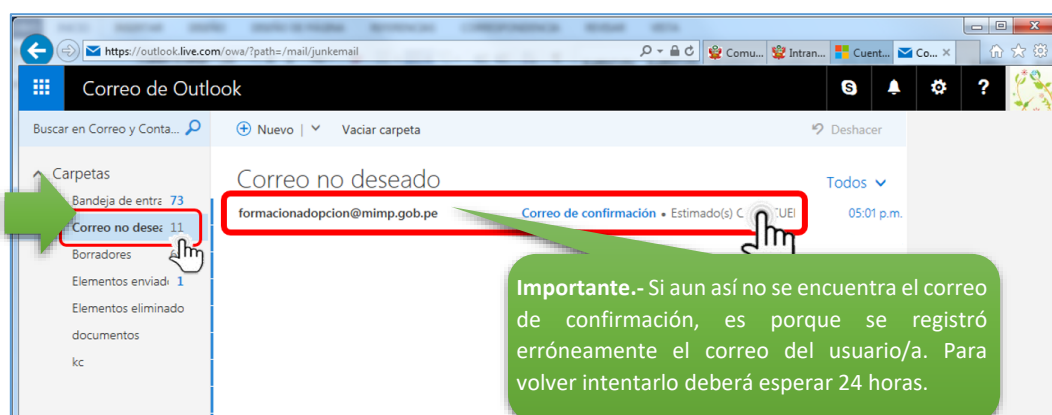 https://outlook.live.com/owa/?path=/mail/junkemail
Comu... Intran... Cuent... Co...
Correo de Outlook
Buscar en Correo y Conta...
Nuevo
Vaciar carpeta
Deshacer
Carpetas
Bandeja de entra 73
Correo no desea 11
Borradores
Elementos enviado 1
Elementos eliminado
documentos
kc
Correo no deseado
Todos
formacionadopcion@mimp.gob.pe Correo de confirmación • Estimado(s) 05:01 p.m.
Importante.- Si aun así no se encuentra el correo
de confirmación, es porque se registró
erróneamente el correo del usuario/a. Para
volver intentarlo deberá esperar 24 horas.